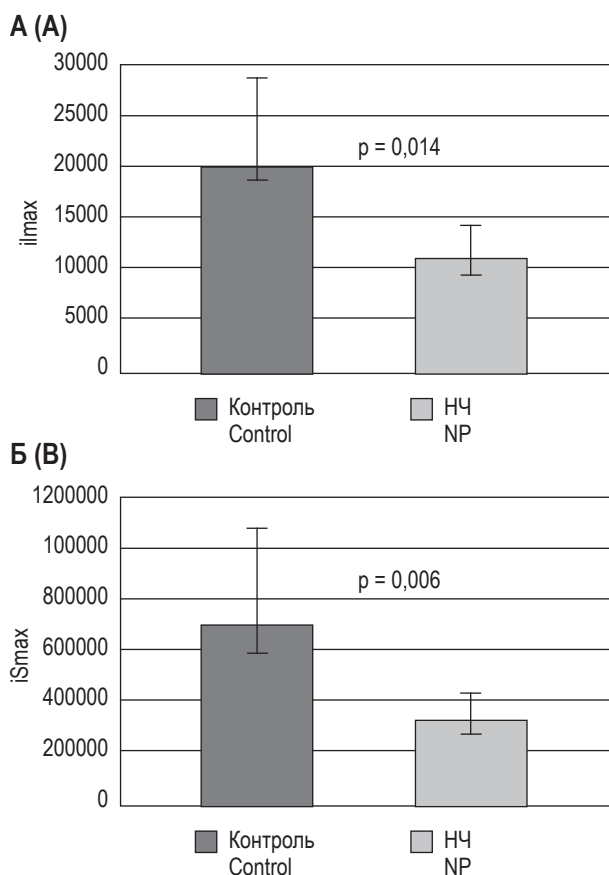 А (A)
30000
25000
20000
15000
10000
5000
0
iImax
p = 0,014
Контроль
Control
НЧ
NP
Б (B)
1200000
100000
800000
600000
400000
200000
0
iSmax
p = 0,006
Контроль
Control
НЧ
NP